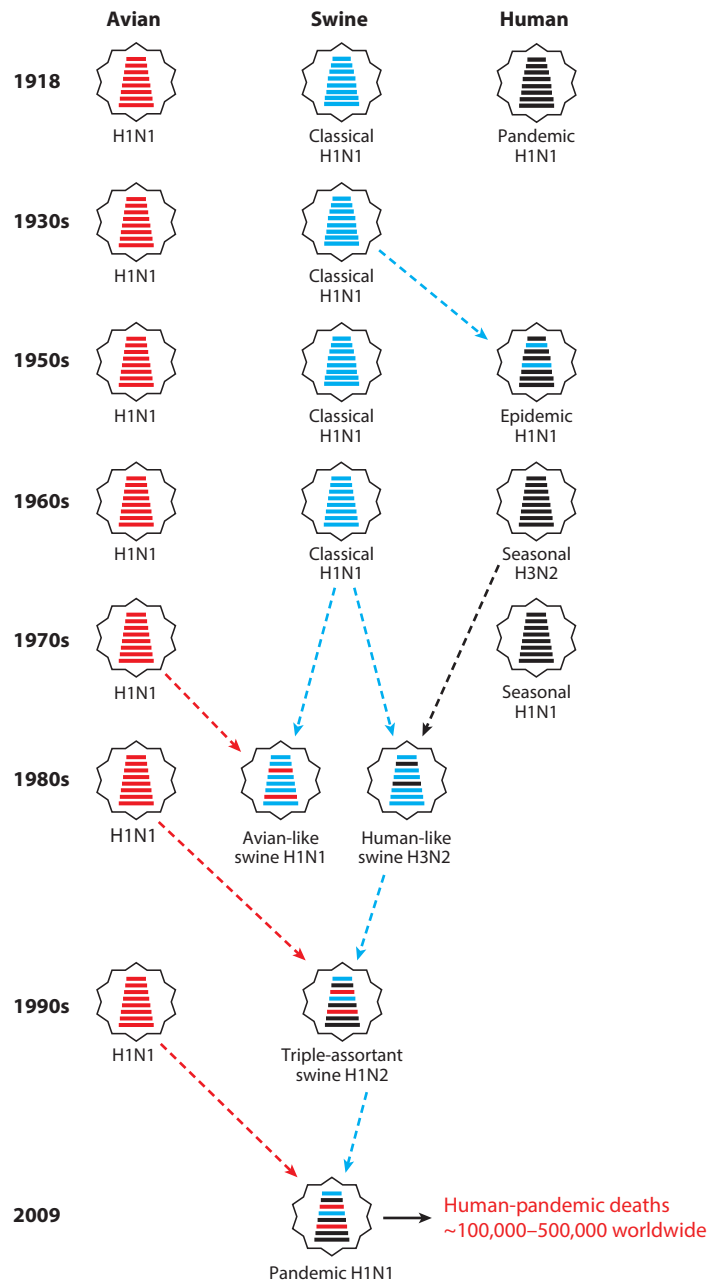 Avian
Swine
Human
1918
H1N1
Classical
H1N1
Pandemic
H1N1
1930s
H1N1
Classical
H1N1
1950s
H1N1
Classical
H1N1
Epidemic
H1N1
1960s
H1N1
Classical
H1N1
Seasonal
H3N2
1970s
H1N1
Seasonal
H1N1
1980s
H1N1
Avian-like
swine H1N1
Human-like
swine H3N2
1990s
H1N1
Triple-assortant
swine H1N2
2009
Pandemic H1N1
Human-pandemic deaths
~100,000–500,000 worldwide